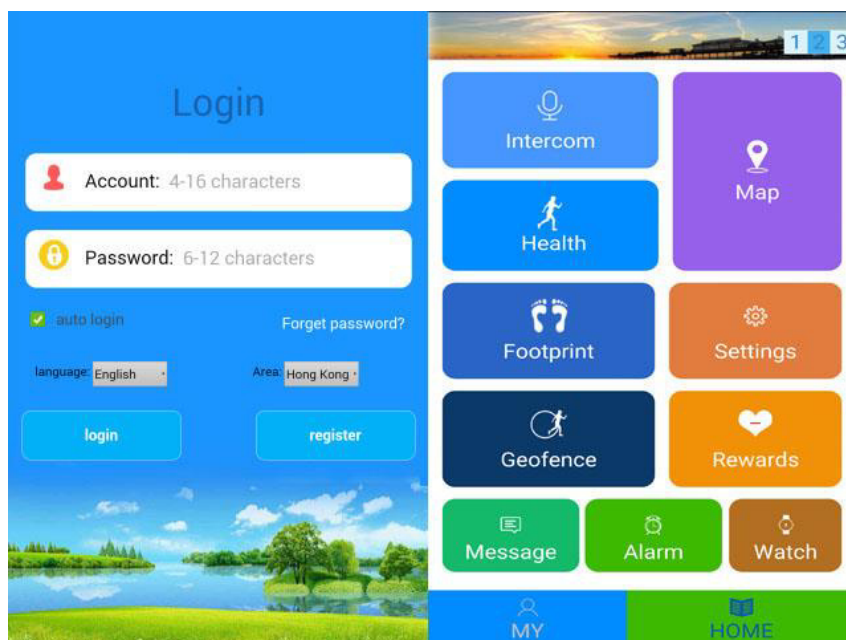 Login
Account: 4-16 characters
Password: 6-12 characters
auto login
Forget password?
language: English
Area: Hong Kong
login
register
1 2 3
Intercom
Map
Health
Footprint
Settings
Geofence
Rewards
Message
Alarm
Watch
MY
HOME